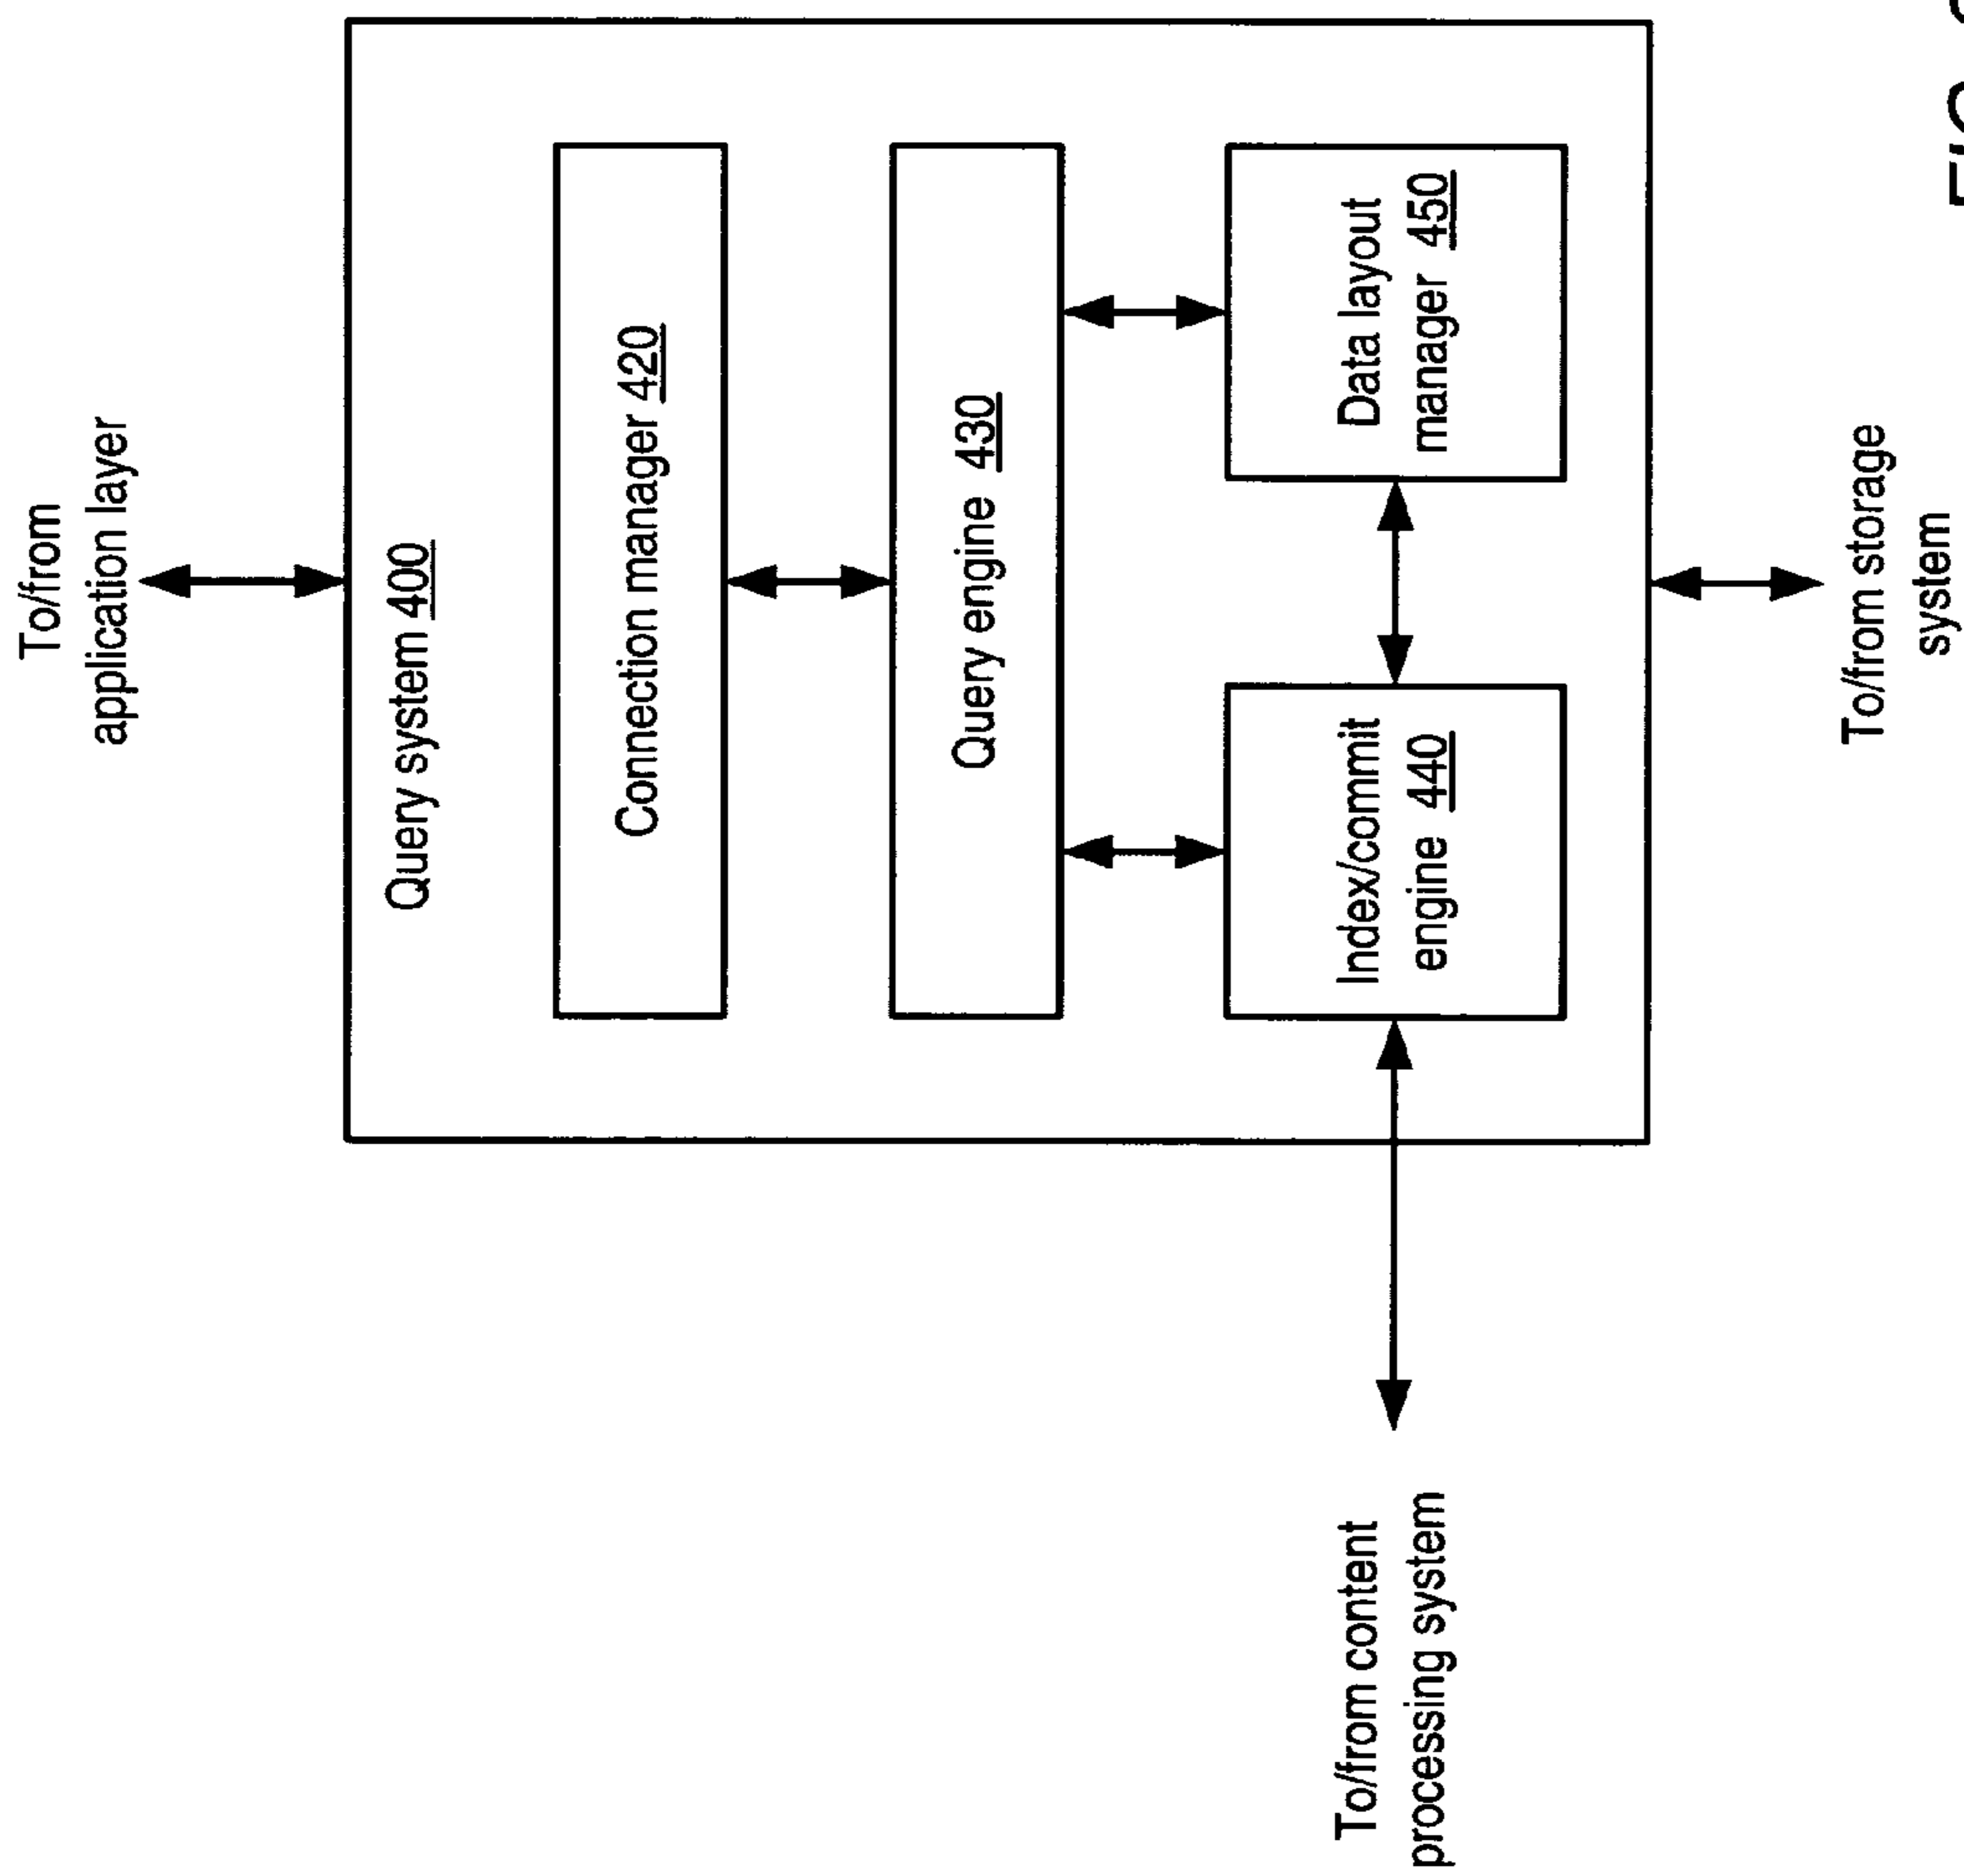 To/from
application layer
Query system 400
Connection manager 420
Query engine 430
Index/commit
engine 440
Data layout
manager 450
To/from content
processing system
To/from storage
system